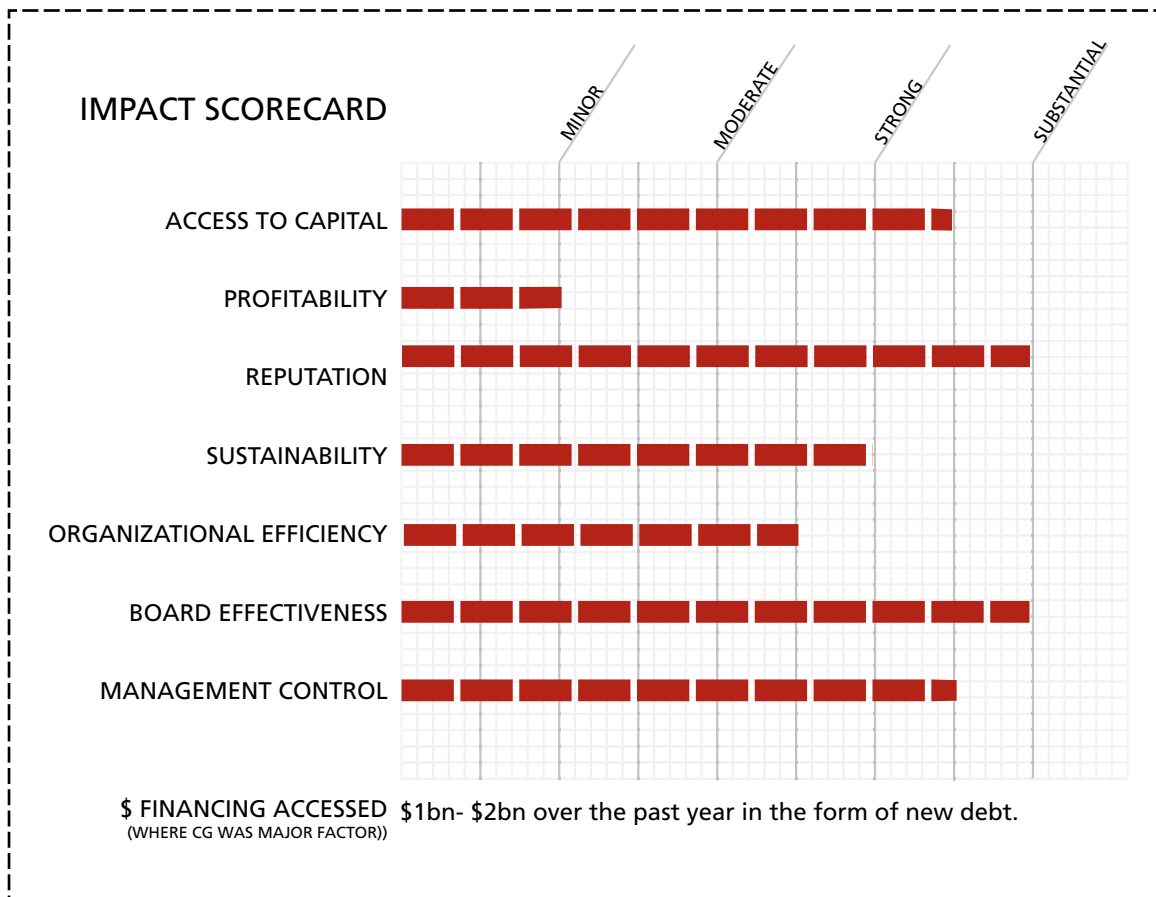 IMPACT SCORECARD
MINOR
MODERATE
STRONG
SUBSTANTIAL
ACCESS TO CAPITAL
PROFITABILITY
REPUTATION
SUSTAINABILITY
ORGANIZATIONAL EFFICIENCY
BOARD EFFECTIVENESS
MANAGEMENT CONTROL
$ FINANCING ACCESSED $1bn- $2bn over the past year in the form of new debt.
(WHERE CG WAS MAJOR FACTOR))